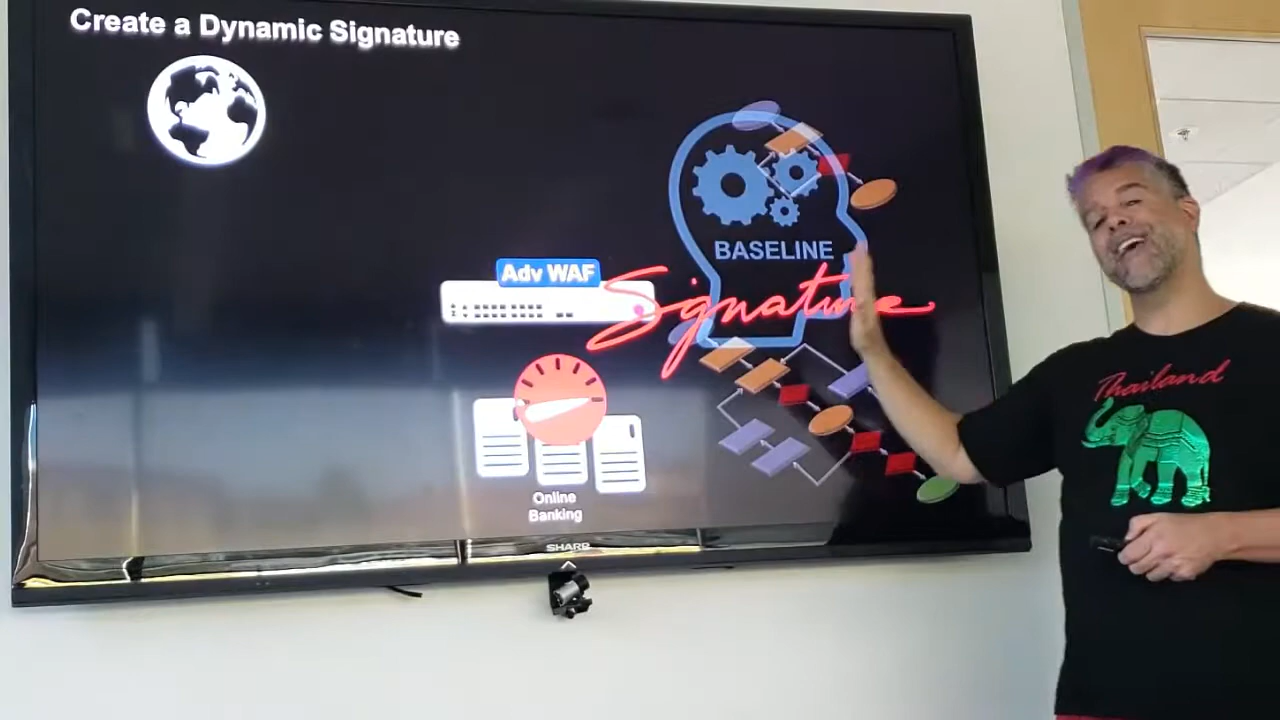 Create a Dynamic Signature
BASELINE
Adv WAF
Signature
Online
Banking
SHARP
Thailand